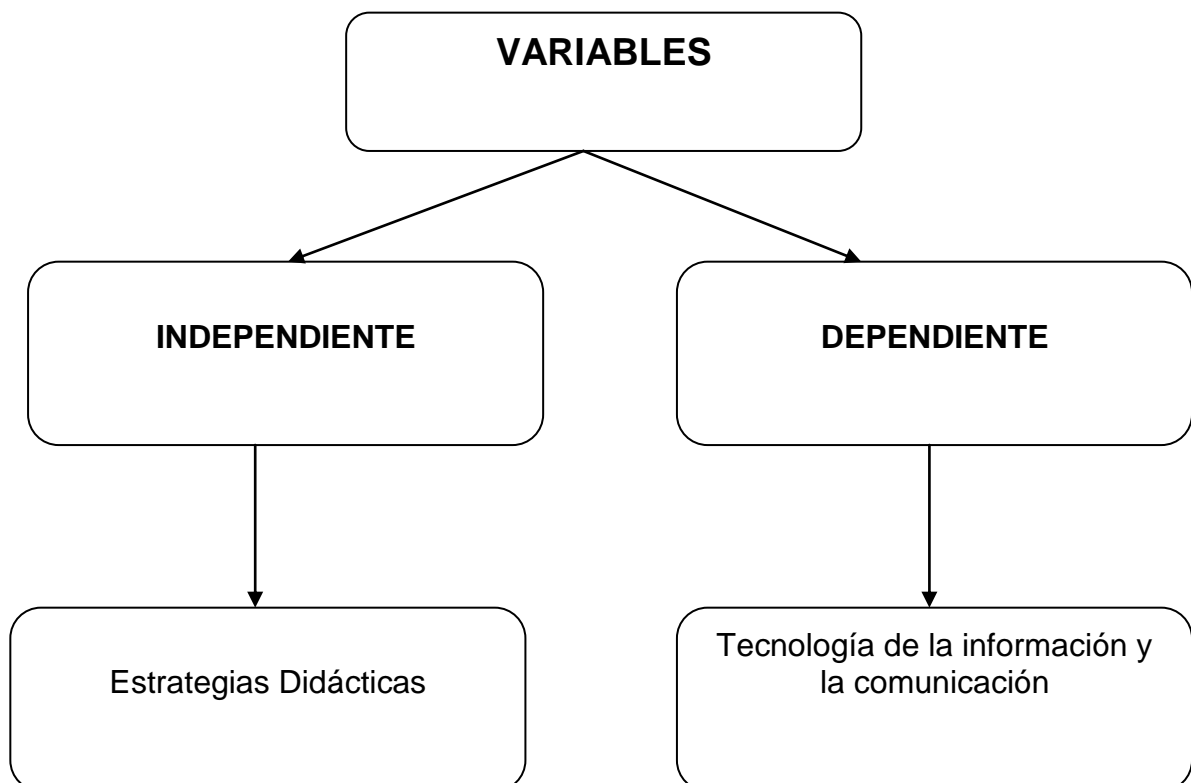 VARIABLES
INDEPENDIENTE
DEPENDIENTE
Estrategias Didácticas
Tecnología de la información y
la comunicación